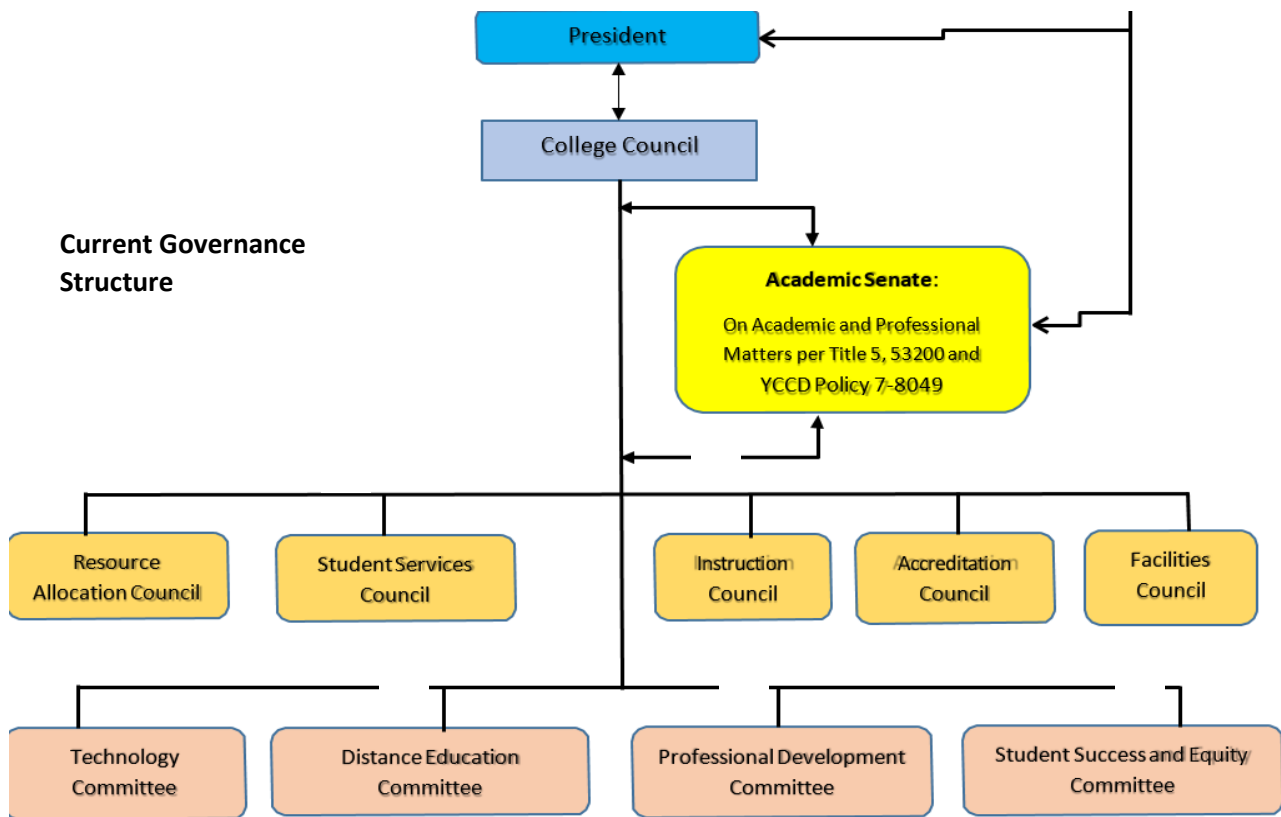 President
College Council
Current Governance
Structure
Academic Senate:
On Academic and Professional
Matters per Title 5, 53200 and
YCCD Policy 7-8049
Resource
Allocation Council
Student Services
Council
Instruction
Council
Accreditation
Council
Facilities
Council
Technology
Committee
Distance Education
Committee
Professional Development
Committee
Student Success and Equity
Committee